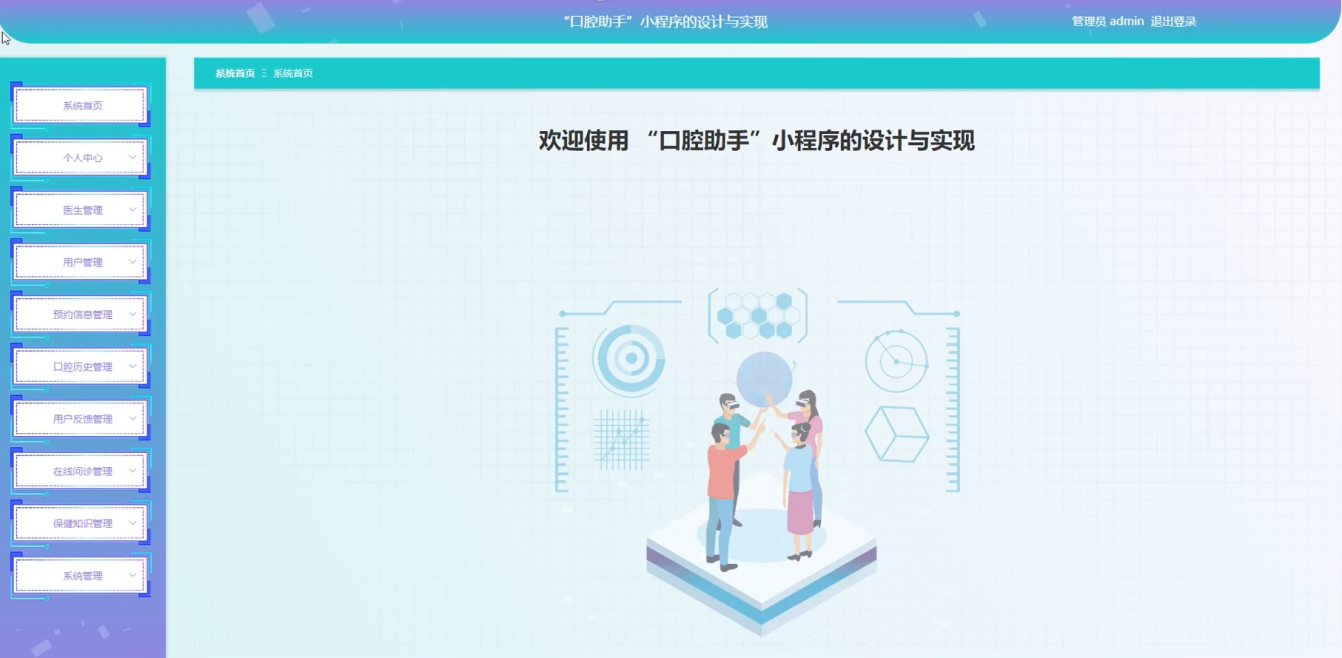 “口腔助手”小程序的设计与实现
管理员 admin 退出登录
系统首页 Ξ 系统首页
系统首页
个人中心
医生管理
用户管理
预约信息管理
口腔历史管理
用户反馈管理
在线问诊管理
保健知识管理
系统管理
欢迎使用 “口腔助手”小程序的设计与实现